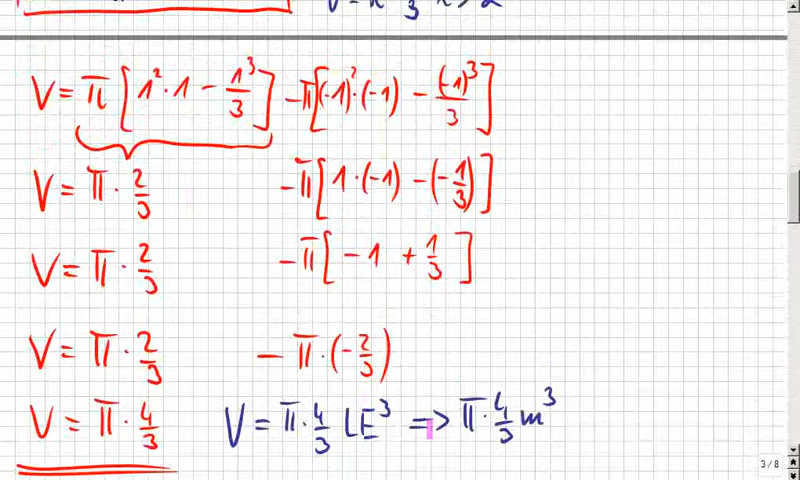 V = π [1²·1 − 1³/3] − π[(-1)²·(-1) − (-1)³/3]
V = π · 2/3 − π[1·(-1) − (-1/3)]
V = π · 2/3 − π[−1 + 1/3]
V = π · 2/3 − π·(−2/3)
V = π · 4/3 V = π · 4/3 LE³ => π · 4/3 m³
3 / 8